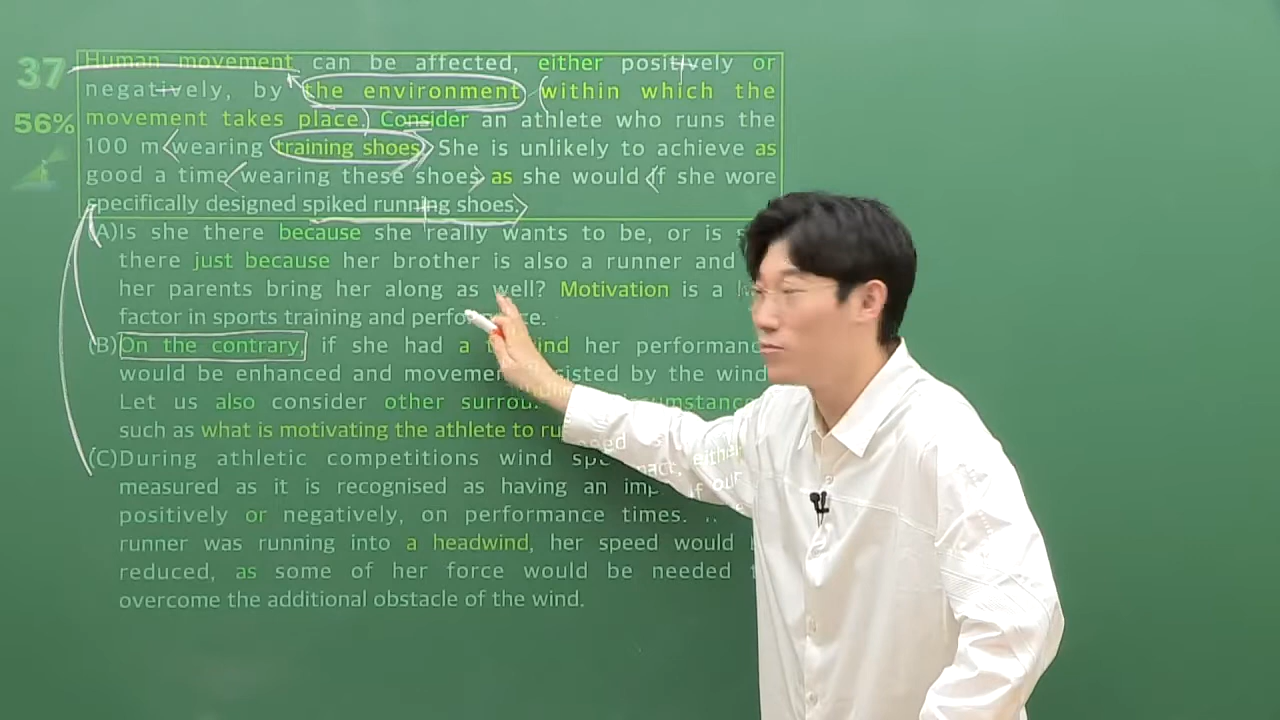 37
56%
Human movement can be affected, either positively or
negatively, by the environment within which the
movement takes place. Consider an athlete who runs the
100 m wearing training shoes. She is unlikely to achieve as
good a time wearing these shoes as she would if she wore
specifically designed spiked running shoes.
(A)Is she there because she really wants to be, or is
there just because her brother is also a runner and
her parents bring her along as well? Motivation is a
factor in sports training and
(B)On the contrary, if she had a her
would be enhanced and by the wind
Let us also consider other
such as what is motivating the athlete to
(C)During athletic competitions wind
measured as it is recognised as having an either
positively or negatively, on performance times. If our
runner was running into a headwind, her speed would
reduced, as some of her force would be needed
overcome the additional obstacle of the wind.